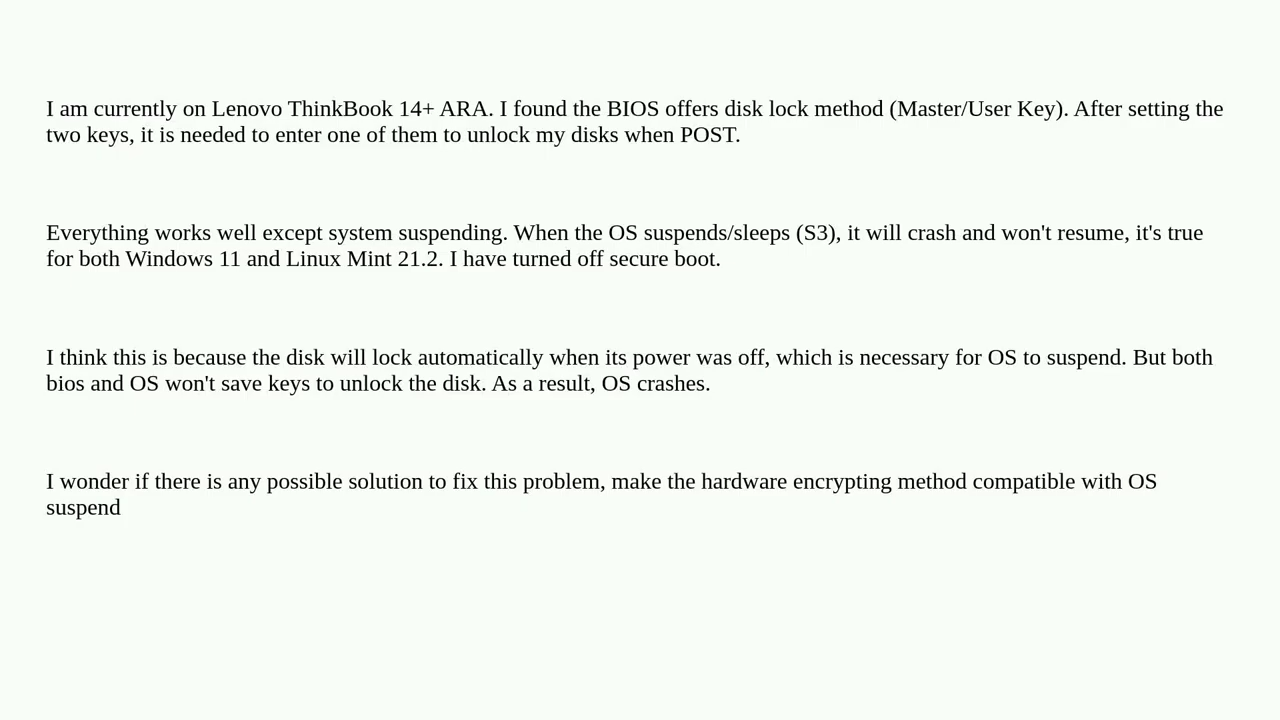 I am currently on Lenovo ThinkBook 14+ ARA. I found the BIOS offers disk lock method (Master/User Key). After setting the
two keys, it is needed to enter one of them to unlock my disks when POST.
Everything works well except system suspending. When the OS suspends/sleeps (S3), it will crash and won't resume, it's true
for both Windows 11 and Linux Mint 21.2. I have turned off secure boot.
I think this is because the disk will lock automatically when its power was off, which is necessary for OS to suspend. But both
bios and OS won't save keys to unlock the disk. As a result, OS crashes.
I wonder if there is any possible solution to fix this problem, make the hardware encrypting method compatible with OS
suspend